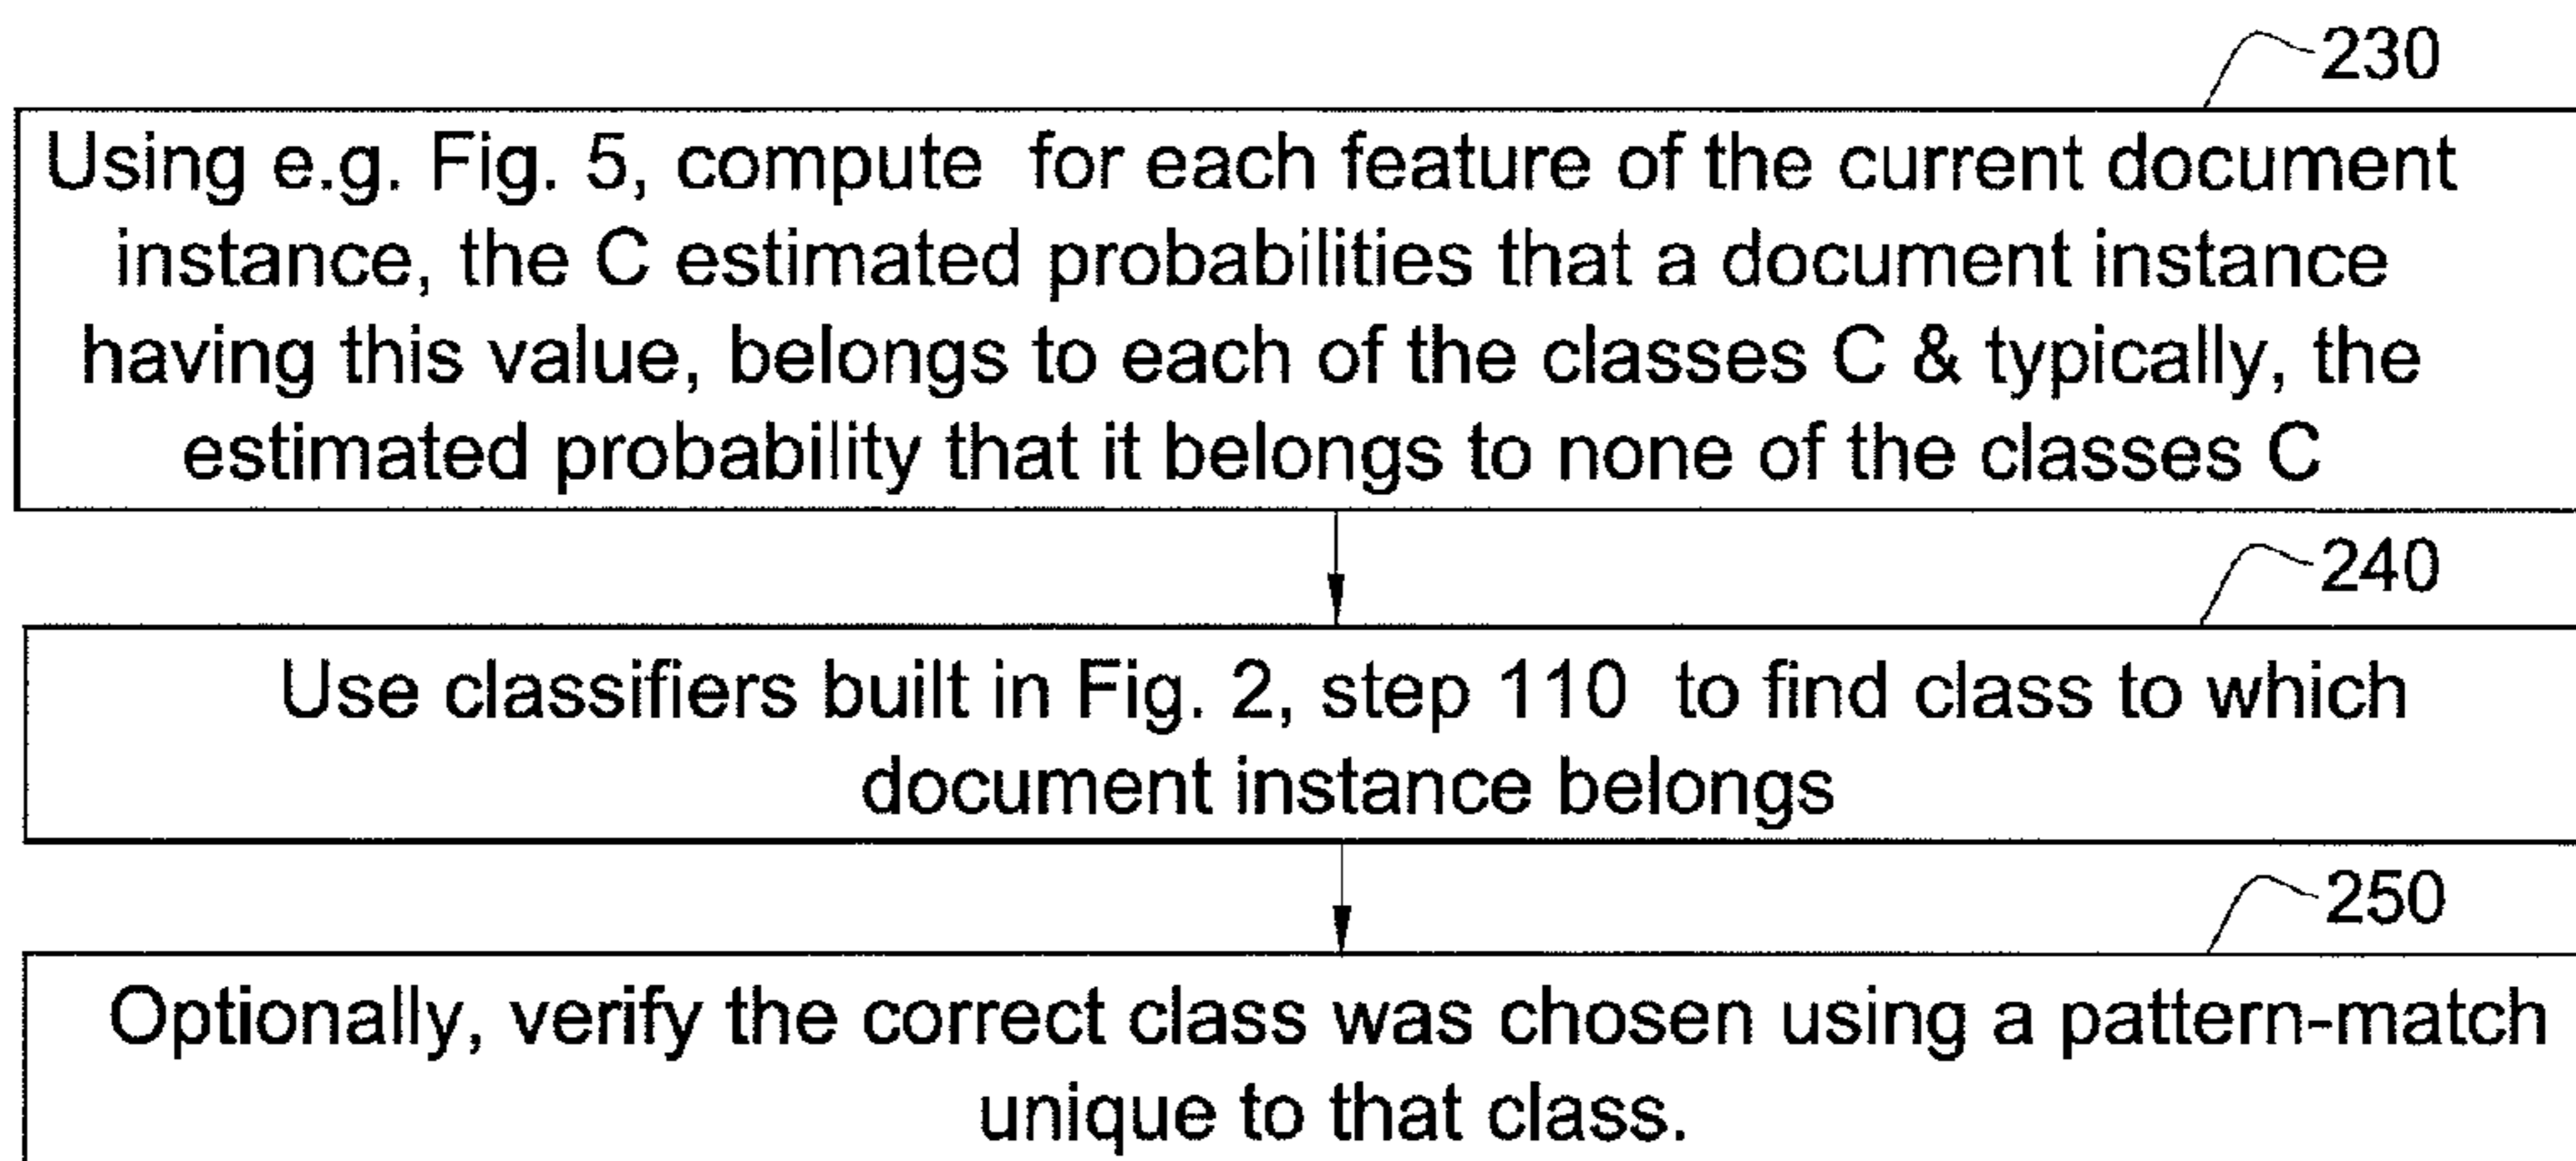 230
Using e.g. Fig. 5, compute for each feature of the current document
instance, the C estimated probabilities that a document instance
having this value, belongs to each of the classes C & typically, the
estimated probability that it belongs to none of the classes C
240
Use classifiers built in Fig. 2, step 110 to find class to which
document instance belongs
250
Optionally, verify the correct class was chosen using a pattern-match
unique to that class.